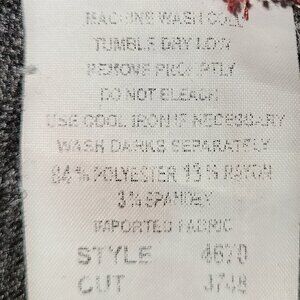 MACHINE WASH COLD
TUMBLE DRY LOW
REMOVE PROMPTLY
DO NOT BLEACH
USE COOL IRON IF NECESSARY
WASH DARKS SEPARATELY
84% POLYESTER 13% RAYON
3% SPANDEX
IMPORTED FABRIC
STYLE 4670
CUT 3748